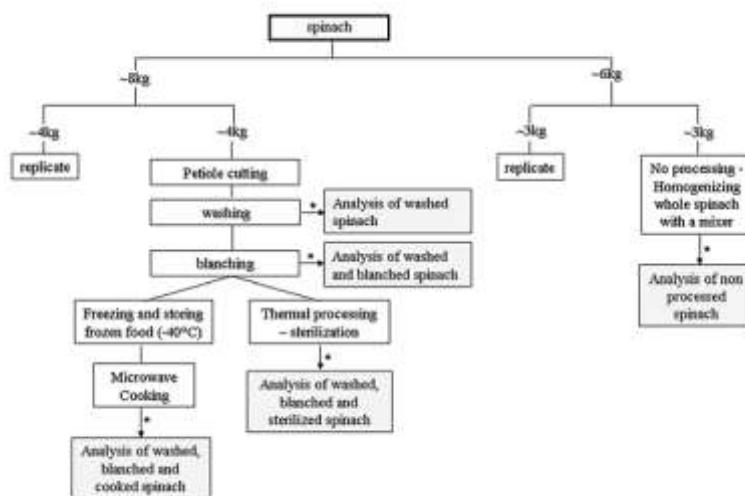 spinach
~8kg
~6kg
~4kg
~4kg
~3kg
~3kg
replicate
Petiole cutting
replicate
No processing -
Homogenizing
whole spinach
with a mixer
washing
*
Analysis of washed
spinach
blanching
*
Analysis of washed
and blanched spinach
*
Analysis of non
processed
spinach
Freezing and storing
frozen food (-40°C)
Thermal processing
– sterilization
*
Microwave
Cooking
Analysis of washed,
blanched and
sterilized spinach
*
Analysis of washed,
blanched and
cooked spinach